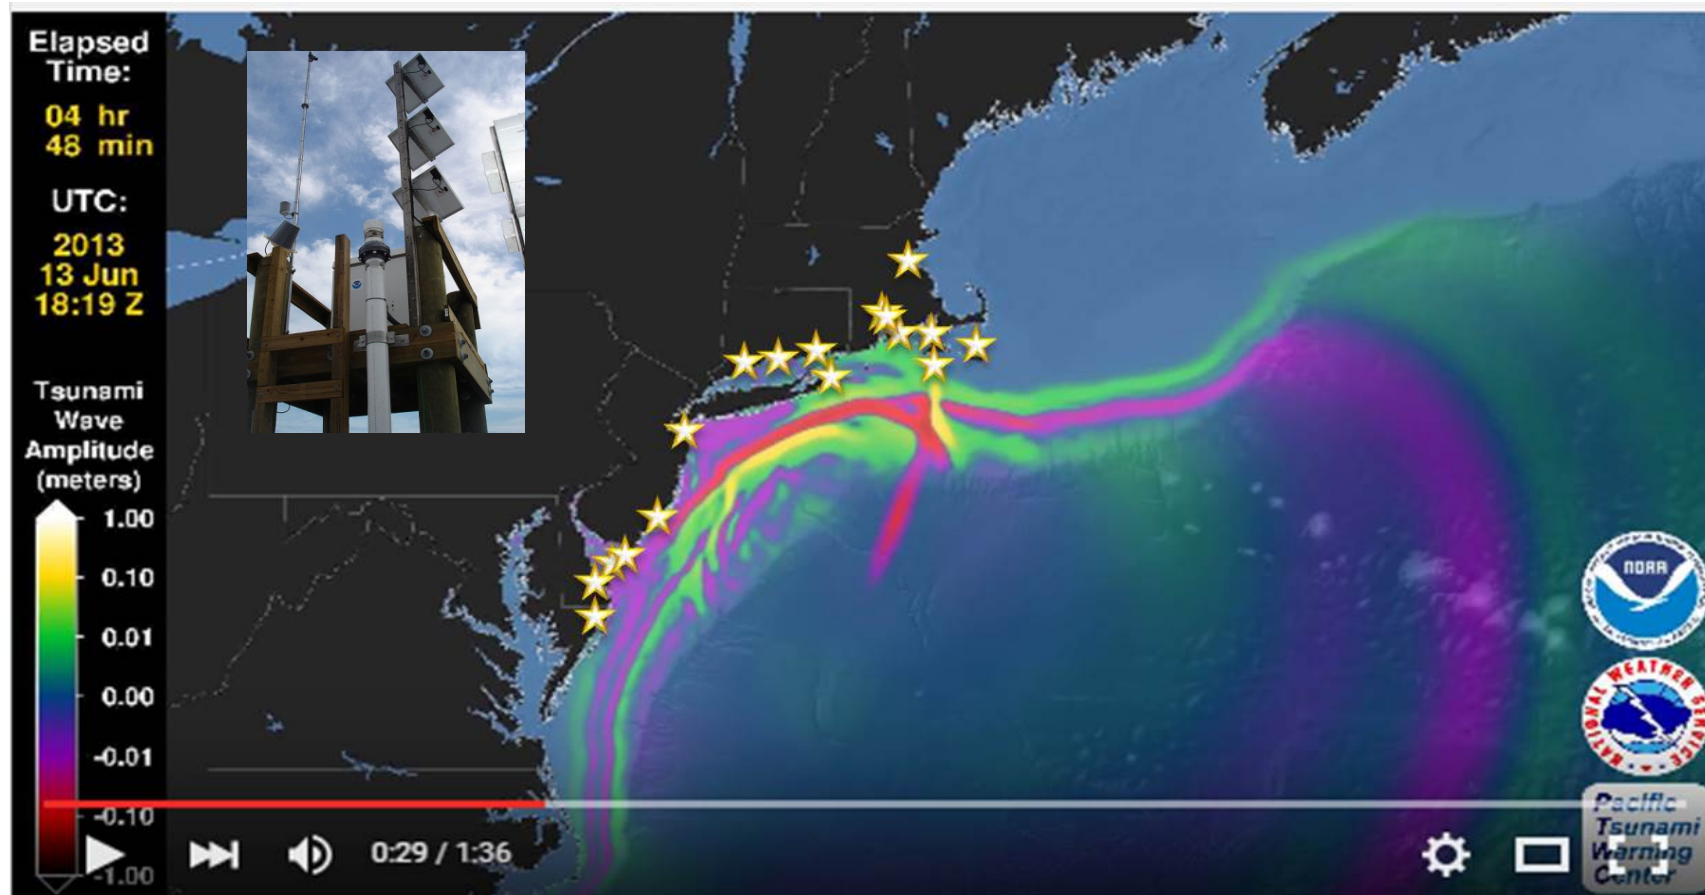 Elapsed
Time:
04 hr
48 min
UTC:
2013
13 Jun
18:19 Z
Tsunami
Wave
Amplitude
(meters)
1.00
0.10
0.01
0.00
-0.01
-0.10
-1.00
0:29 / 1:36
NOAA
NATIONAL WEATHER SERVICE
Pacific
Tsunami
Warning
Center